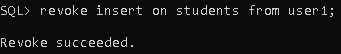 SQL> revoke insert on students from user1;
Revoke succeeded.